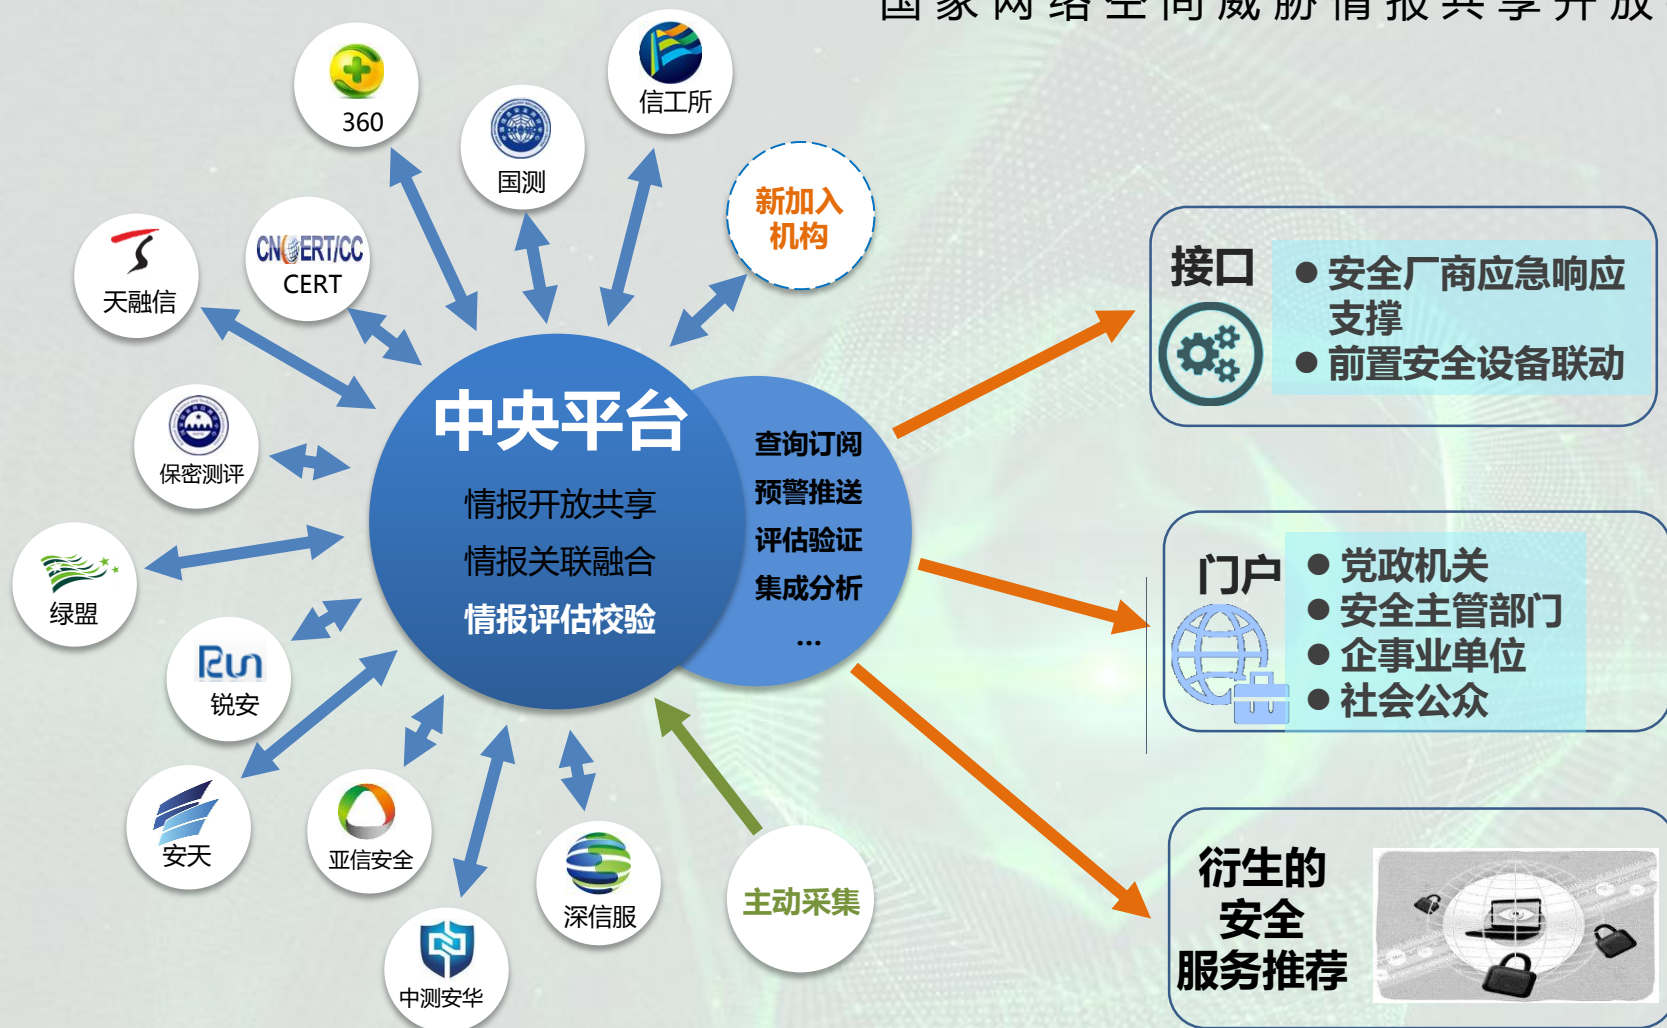 国家网络空间威胁情报共享开放
360
国测
信工所
新加入
机构
天融信
CNCERT/CC
CERT
保密测评
绿盟
Run
锐安
安天
亚信安全
中测安华
深信服
主动采集
中央平台
情报开放共享
情报关联融合
情报评估校验
查询订阅
预警推送
评估验证
集成分析
...
接口
● 安全厂商应急响应
支撑
● 前置安全设备联动
门户
● 党政机关
● 安全主管部门
● 企事业单位
● 社会公众
衍生的
安全
服务推荐